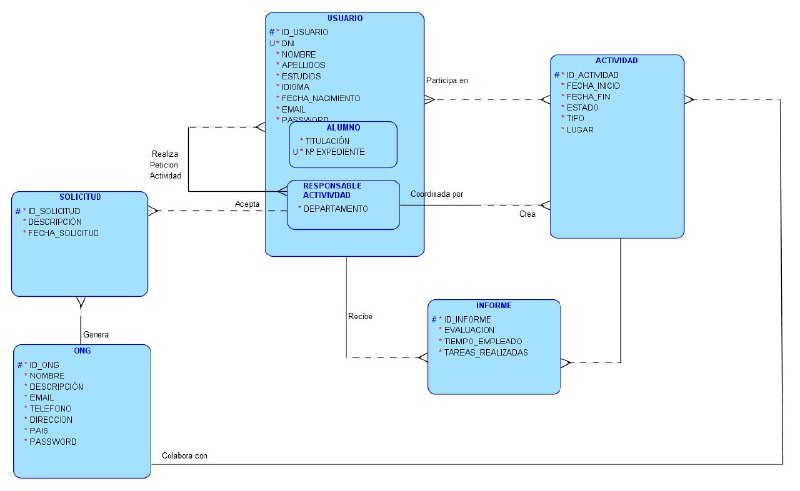 USUARIO
# * ID_USUARIO
U * DNI
* NOMBRE
* APELLIDOS
* ESTUDIOS
* IDIOMA
* FECHA_NACIMIENTO
* EMAIL
* PASSWORD
ALUMNO
* TITULACIÓN
U * Nº EXPEDIENTE
RESPONSABLE
ACTIVIVDAD
* DEPARTAMENTO
ACTIVIDAD
# * ID_ACTIVIDAD
* FECHA_INICIO
* FECHA_FIN
* ESTADO
* TIPO
* LUGAR
Participa en
Realiza
Peticion
Actividad
Acepta
Coordinada por
Crea
SOLICITUD
# * ID_SOLICITUD
* DESCRIPCIÓN
* FECHA_SOLICITUD
Recibe
INFORME
# * ID_INFORME
* EVALUACION
* TIEMPO_EMPLEADO
* TAREAS_REALIZADAS
Genera
ONG
# * ID_ONG
* NOMBRE
* DESCRIPCIÓN
* EMAIL
* TELEFONO
* DIRECCION
* PAIS
* PASSWORD
Colabora con